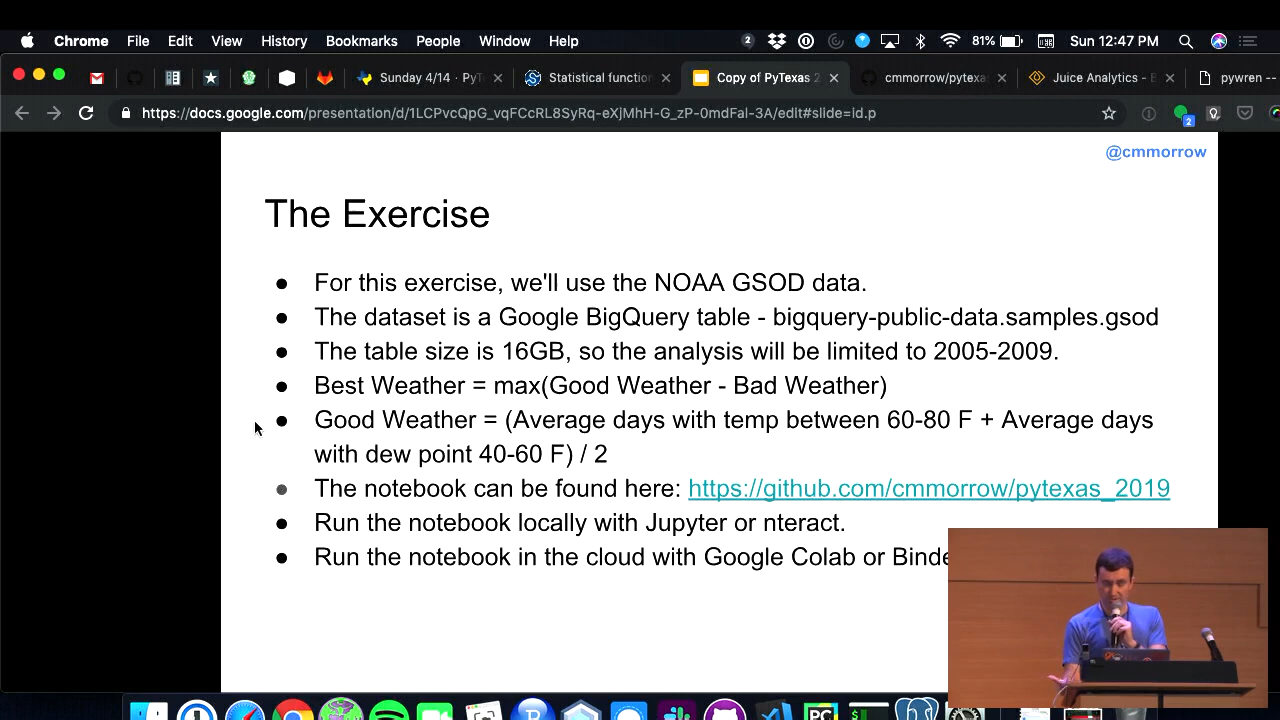 Chrome File Edit View History Bookmarks People Window Help 2 81% Sun 12:47 PM
Sunday 4/14 · PyT Statistical function Copy of PyTexas 2 cmmorrow/pytexa Juice Analytics - E pywren --
https://docs.google.com/presentation/d/1LCPvcQpG_vqFCcRL8SyRq-eXjMhH-G_zP-0mdFal-3A/edit#slide=id.p 2
@cmmorrow
The Exercise
● For this exercise, we'll use the NOAA GSOD data.
● The dataset is a Google BigQuery table - bigquery-public-data.samples.gsod
● The table size is 16GB, so the analysis will be limited to 2005-2009.
● Best Weather = max(Good Weather - Bad Weather)
● Good Weather = (Average days with temp between 60-80 F + Average days
with dew point 40-60 F) / 2
● The notebook can be found here: https://github.com/cmmorrow/pytexas_2019
● Run the notebook locally with Jupyter or nteract.
● Run the notebook in the cloud with Google Colab or Binde